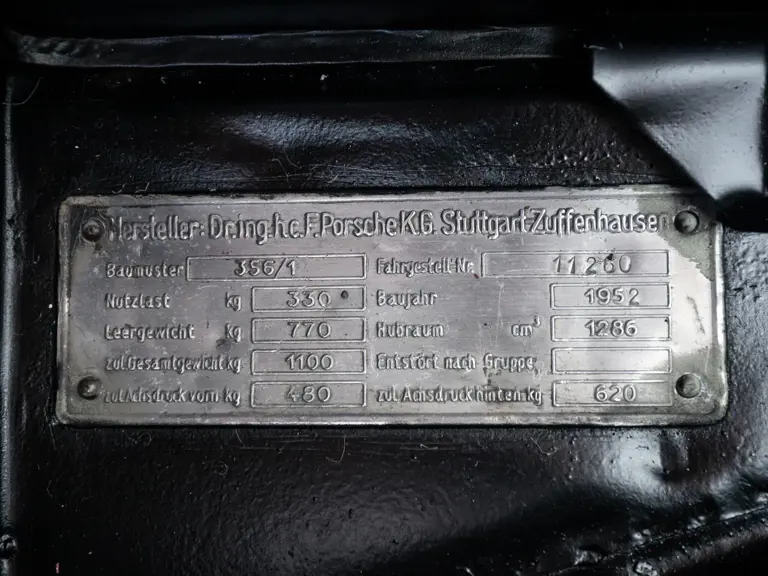 Hersteller: Dr.ing.h.c.F.Porsche K.G. Stuttgart Zuffenhausen
Baumuster 356/1 Fahrgestell-Nr. 11260
Nutzlast kg 330 Baujahr 1952
Leergewicht kg 770 Hubraum cm³ 1286
zul.Gesamtgewicht kg 1100 Entstört nach Gruppe
zul.Achsdruck vorn kg 480 zul.Achsdruck hinten kg 620